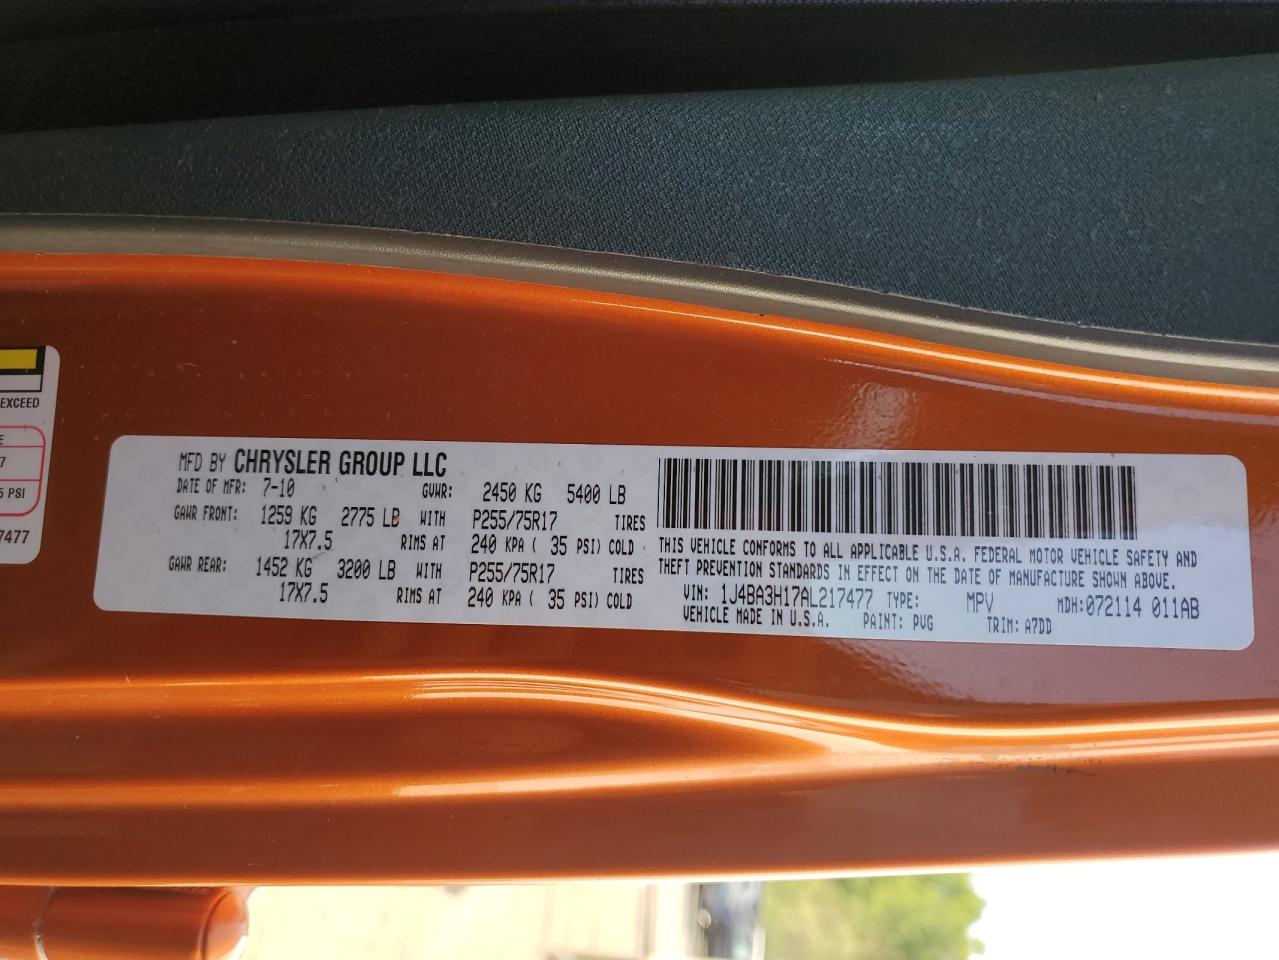 EXCEED
E
7
5 PSI
7477
MFD BY CHRYSLER GROUP LLC
DATE OF MFR: 7-10 GVWR: 2450 KG 5400 LB
GAWR FRONT: 1259 KG 2775 LB WITH P255/75R17 TIRES
17X7.5 RIMS AT 240 KPA ( 35 PSI) COLD
GAWR REAR: 1452 KG 3200 LB WITH P255/75R17 TIRES
17X7.5 RIMS AT 240 KPA ( 35 PSI) COLD
THIS VEHICLE CONFORMS TO ALL APPLICABLE U.S.A. FEDERAL MOTOR VEHICLE SAFETY AND
THEFT PREVENTION STANDARDS IN EFFECT ON THE DATE OF MANUFACTURE SHOWN ABOVE.
VIN: 1J4BA3H17AL217477 TYPE: MPV MDH:072114 011AB
VEHICLE MADE IN U.S.A. PAINT: PVG TRIM: A7DD